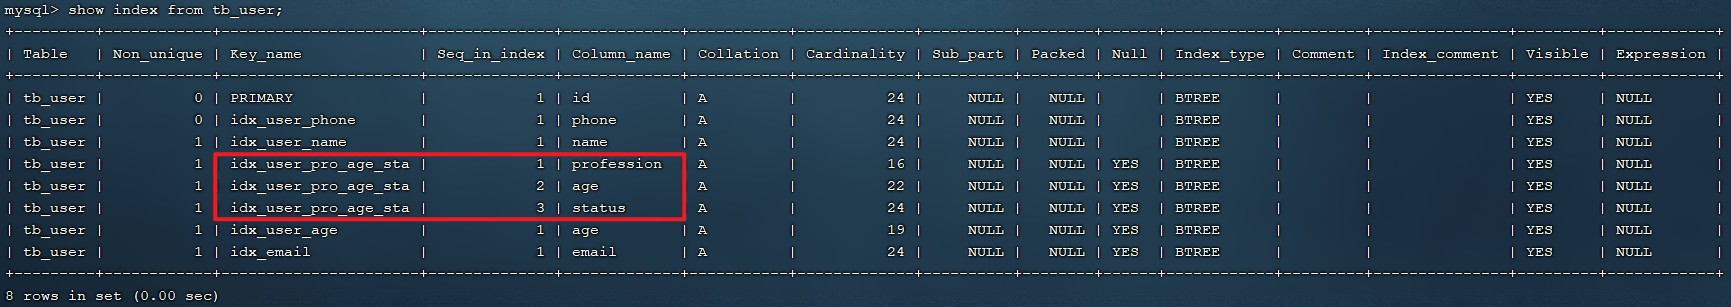 mysql> show index from tb_user;
+---------+------------+----------------------+--------------+-------------+-----------+-------------+----------+--------+------+------------+---------+---------------+---------+------------+
| Table   | Non_unique | Key_name             | Seq_in_index | Column_name | Collation | Cardinality | Sub_part | Packed | Null | Index_type | Comment | Index_comment | Visible | Expression |
+---------+------------+----------------------+--------------+-------------+-----------+-------------+----------+--------+------+------------+---------+---------------+---------+------------+
| tb_user |          0 | PRIMARY              |            1 | id          | A         |          24 |     NULL |   NULL |      | BTREE      |         |               | YES     | NULL       |
| tb_user |          0 | idx_user_phone       |            1 | phone       | A         |          24 |     NULL |   NULL |      | BTREE      |         |               | YES     | NULL       |
| tb_user |          1 | idx_user_name        |            1 | name        | A         |          24 |     NULL |   NULL |      | BTREE      |         |               | YES     | NULL       |
| tb_user |          1 | idx_user_pro_age_sta |            1 | profession  | A         |          16 |     NULL |   NULL | YES  | BTREE      |         |               | YES     | NULL       |
| tb_user |          1 | idx_user_pro_age_sta |            2 | age         | A         |          22 |     NULL |   NULL | YES  | BTREE      |         |               | YES     | NULL       |
| tb_user |          1 | idx_user_pro_age_sta |            3 | status      | A         |          24 |     NULL |   NULL | YES  | BTREE      |         |               | YES     | NULL       |
| tb_user |          1 | idx_user_age         |            1 | age         | A         |          19 |     NULL |   NULL | YES  | BTREE      |         |               | YES     | NULL       |
| tb_user |          1 | idx_email            |            1 | email       | A         |          24 |     NULL |   NULL | YES  | BTREE      |         |               | YES     | NULL       |
+---------+------------+----------------------+--------------+-------------+-----------+-------------+----------+--------+------+------------+---------+---------------+---------+------------+
8 rows in set (0.00 sec)